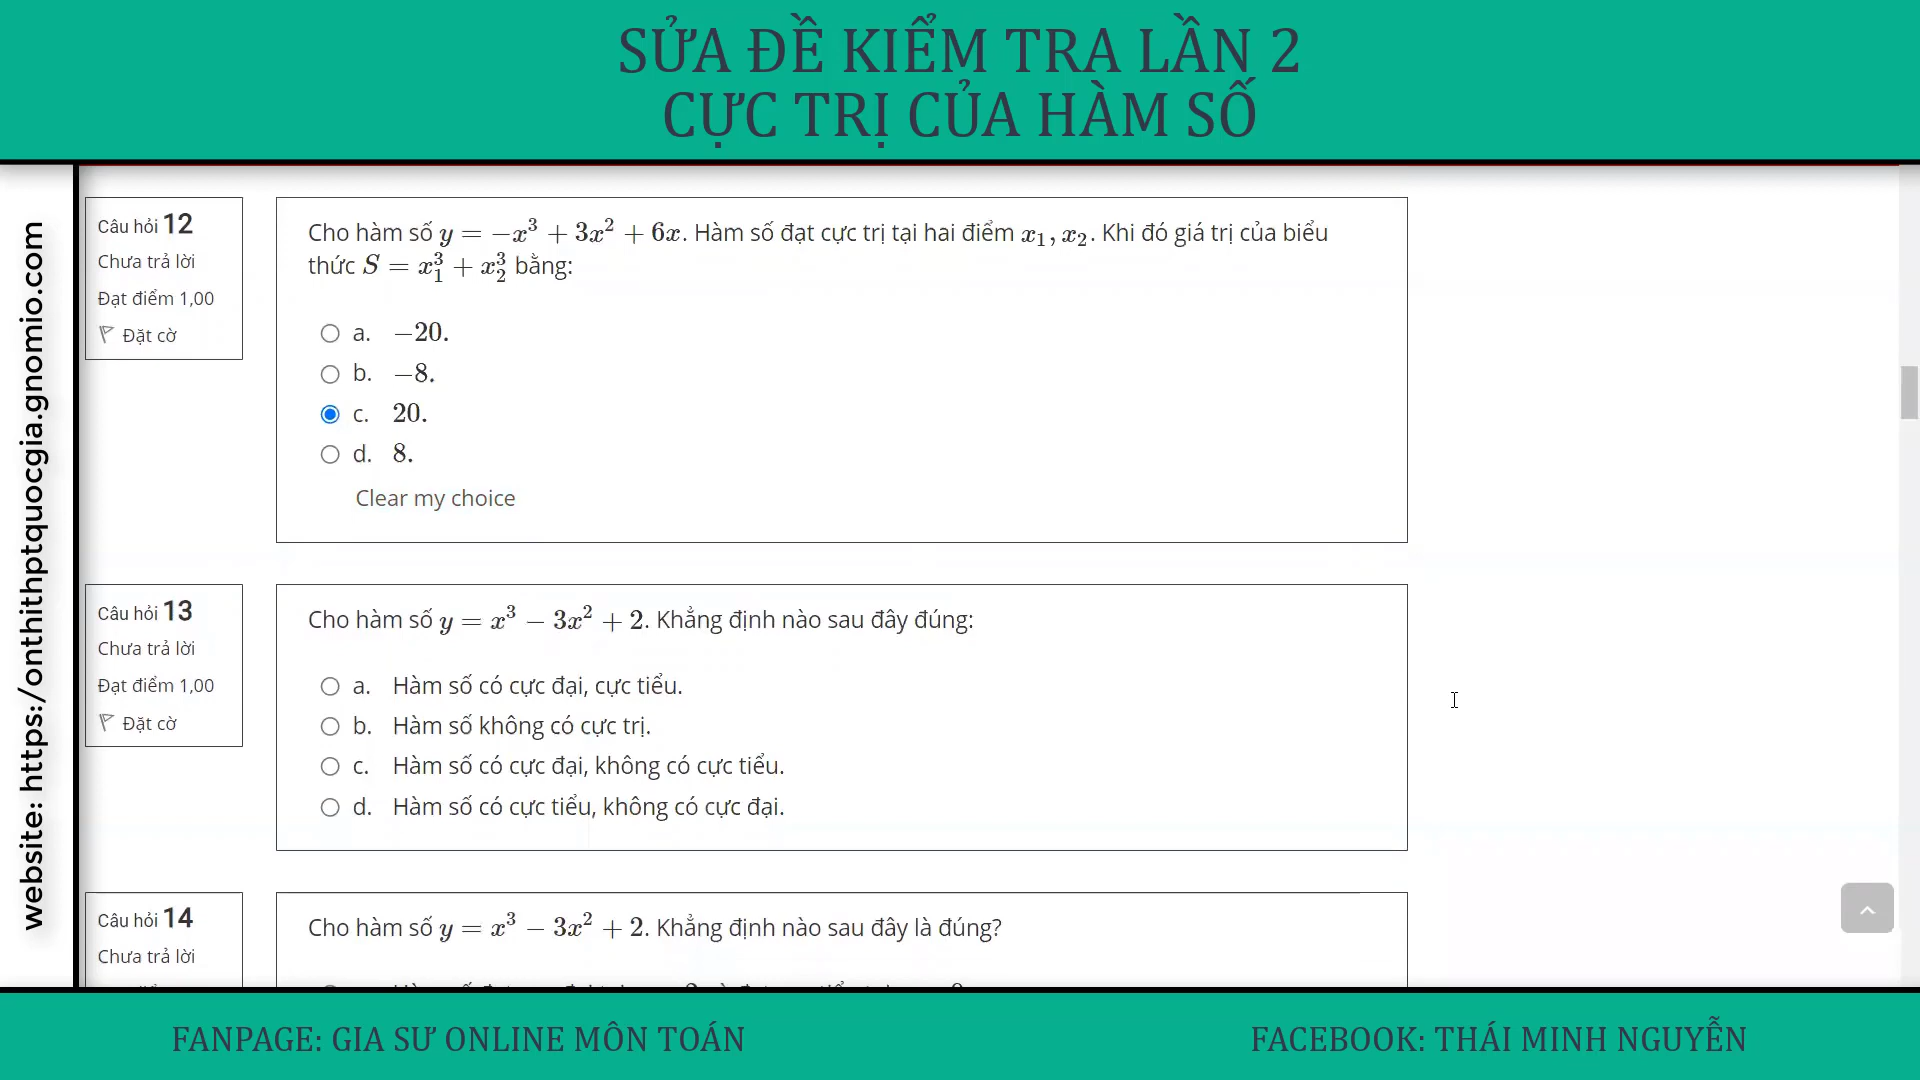 SỬA ĐỀ KIỂM TRA LẦN 2
CỰC TRỊ CỦA HÀM SỐ
website: https:/onthithptquocgia.gnomio.com
Câu hỏi 12
Chưa trả lời
Đạt điểm 1,00
Đặt cờ
Cho hàm số y = −x³ + 3x² + 6x. Hàm số đạt cực trị tại hai điểm x₁, x₂. Khi đó giá trị của biểu
thức S = x₁³ + x₂³ bằng:
a. −20.
b. −8.
c. 20.
d. 8.
Clear my choice
Câu hỏi 13
Chưa trả lời
Đạt điểm 1,00
Đặt cờ
Cho hàm số y = x³ − 3x² + 2. Khẳng định nào sau đây đúng:
a. Hàm số có cực đại, cực tiểu.
b. Hàm số không có cực trị.
c. Hàm số có cực đại, không có cực tiểu.
d. Hàm số có cực tiểu, không có cực đại.
Câu hỏi 14
Chưa trả lời
Cho hàm số y = x³ − 3x² + 2. Khẳng định nào sau đây là đúng?
FANPAGE: GIA SƯ ONLINE MÔN TOÁN
FACEBOOK: THÁI MINH NGUYỄN